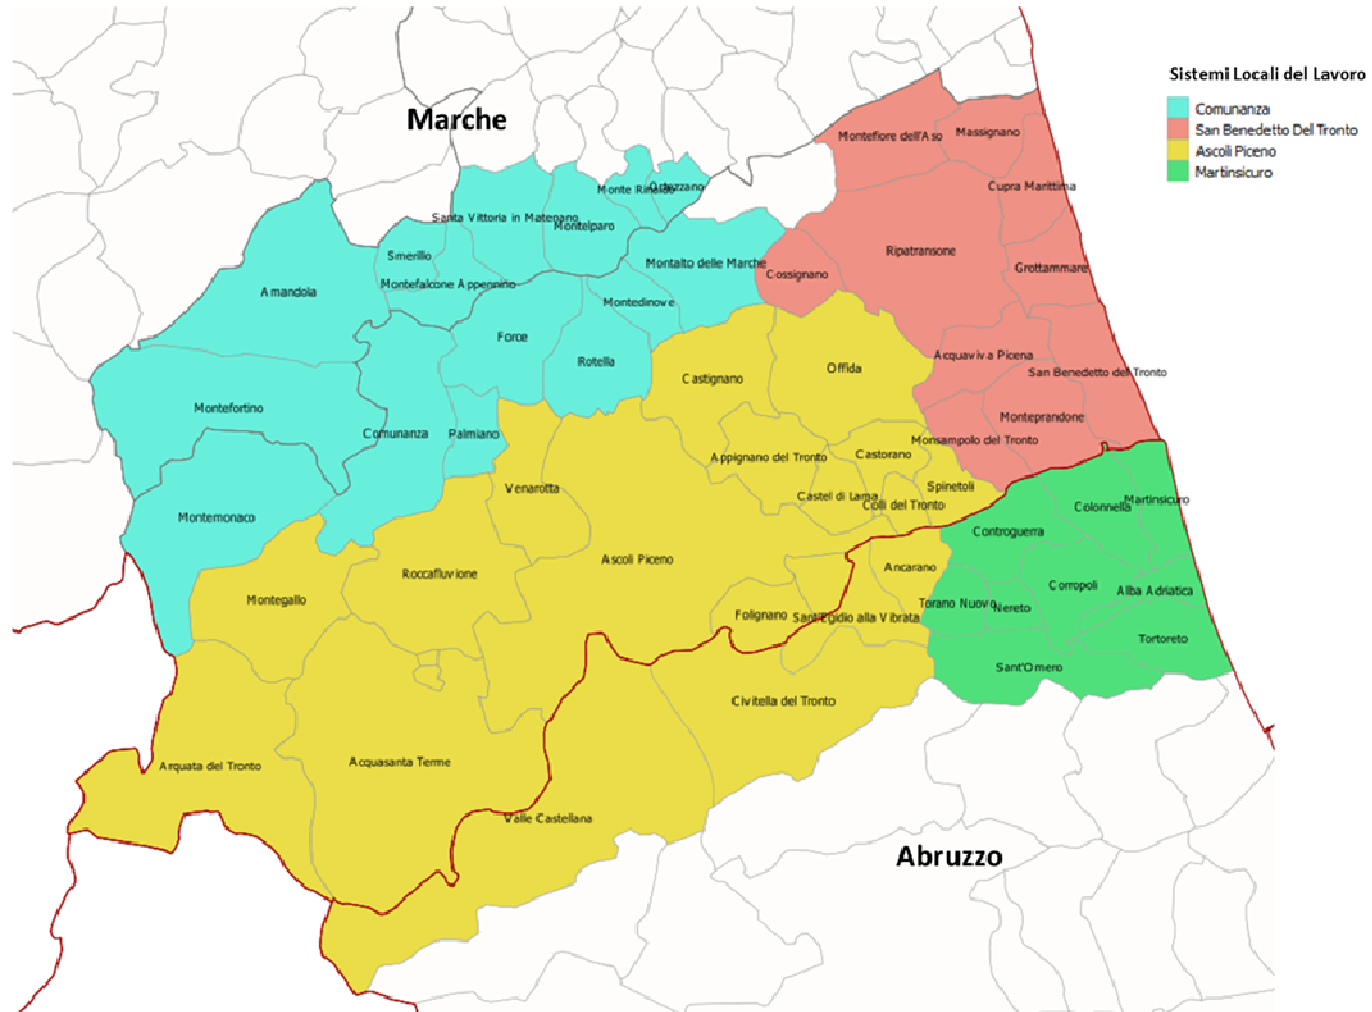 Sistemi Locali del Lavoro
Comunanza
San Benedetto Del Tronto
Ascoli Piceno
Martinsicuro
Marche
Montefiore dell'Aso
Massignano
Cupra Marittima
Monte Rinaldo
Ortezzano
Santa Vittoria in Matenano
Montelparo
Smerillo
Montefalcone Appennino
Montalto delle Marche
Cossignano
Ripatransone
Grottammare
Amandola
Montedinove
Force
Rotella
Castignano
Offida
Acquaviva Picena
San Benedetto del Tronto
Montefortino
Comunanza
Palmiano
Monteprandone
Monsampolo del Tronto
Appignano del Tronto
Castorano
Venarotta
Castel di Lama
Colli del Tronto
Spinetoli
Colonnella
Martinsicuro
Montemonaco
Controguerra
Ascoli Piceno
Roccafluvione
Ancarano
Montegallo
Corropoli
Alba Adriatica
Torano Nuovo
Nereto
Folignano
Sant'Egidio alla Vibrata
Tortoreto
Sant'Omero
Civitella del Tronto
Arquata del Tronto
Acquasanta Terme
Valle Castellana
Abruzzo